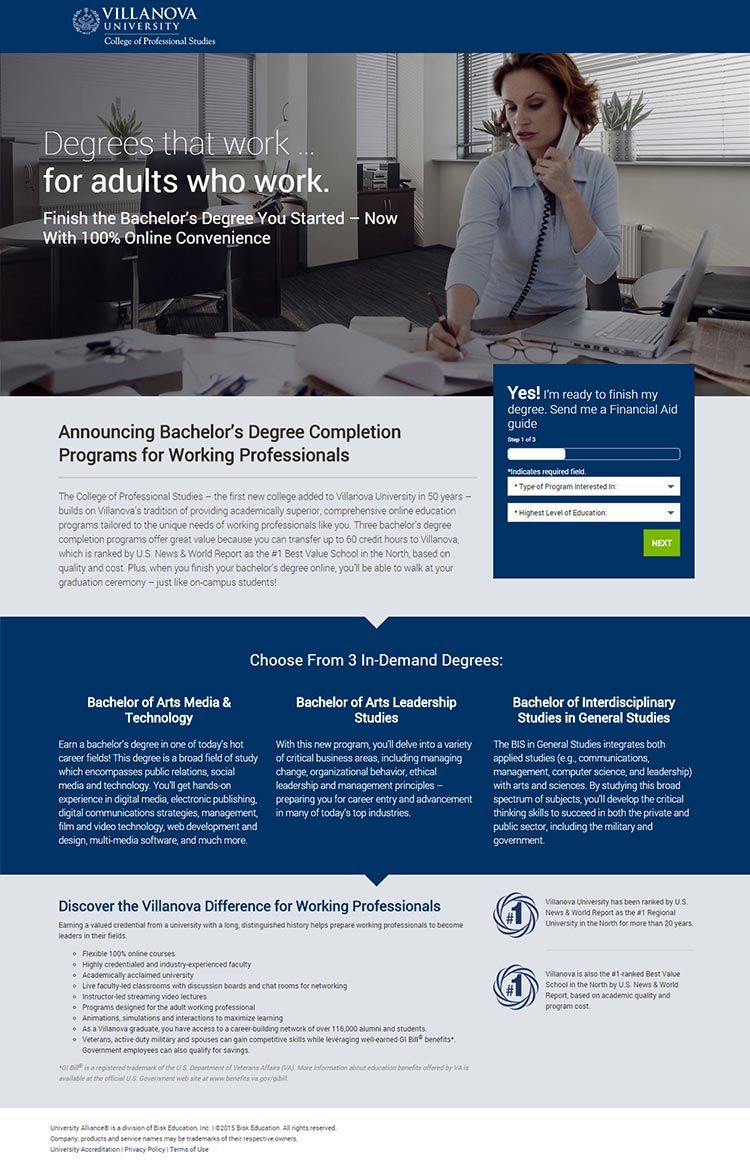 VILLANOVA
UNIVERSITY
College of Professional Studies
Degrees that work ...
for adults who work.
Finish the Bachelor's Degree You Started – Now
With 100% Online Convenience
Yes! I'm ready to finish my
degree. Send me a Financial Aid
guide
Step 1 of 3
*Indicates required field.
* Type of Program Interested In:
* Highest Level of Education:
NEXT
Announcing Bachelor's Degree Completion
Programs for Working Professionals
The College of Professional Studies – the first new college added to Villanova University in 50 years –
builds on Villanova's tradition of providing academically superior, comprehensive online education
programs tailored to the unique needs of working professionals like you. Three bachelor's degree
completion programs offer great value because you can transfer up to 60 credit hours to Villanova,
which is ranked by U.S. News & World Report as the #1 Best Value School in the North, based on
quality and cost. Plus, when you finish your bachelor's degree online, you'll be able to walk at your
graduation ceremony – just like on-campus students!
Choose From 3 In-Demand Degrees:
Bachelor of Arts Media &
Technology
Earn a bachelor's degree in one of today's hot
career fields! This degree is a broad field of study
which encompasses public relations, social
media and technology. You'll get hands-on
experience in digital media, electronic publishing,
digital communications strategies, management,
film and video technology, web development and
design, multi-media software, and much more.
Bachelor of Arts Leadership
Studies
With this new program, you'll delve into a variety
of critical business areas, including managing
change, organizational behavior, ethical
leadership and management principles –
preparing you for career entry and advancement
in many of today's top industries.
Bachelor of Interdisciplinary
Studies in General Studies
The BIS in General Studies integrates both
applied studies (e.g., communications,
management, computer science, and leadership)
with arts and sciences. By studying this broad
spectrum of subjects, you'll develop the critical
thinking skills to succeed in both the private and
public sector, including the military and
government.
Discover the Villanova Difference for Working Professionals
Earning a valued credential from a university with a long, distinguished history helps prepare working professionals to become
leaders in their fields.
Flexible 100% online courses
Highly credentialed and industry-experienced faculty
Academically acclaimed university
Live faculty-led classrooms with discussion boards and chat rooms for networking
Instructor-led streaming video lectures
Programs designed for the adult working professional
Animations, simulations and interactions to maximize learning
As a Villanova graduate, you have access to a career-building network of over 116,000 alumni and students.
Veterans, active duty military and spouses can gain competitive skills while leveraging well-earned GI Bill® benefits*.
Government employees can also qualify for savings.
*GI Bill® is a registered trademark of the U.S. Department of Veterans Affairs (VA). More information about education benefits offered by VA is
available at the official U.S. Government web site at www.benefits.va.gov/gibill.
#1
Villanova University has been ranked by U.S.
News & World Report as the #1 Regional
University in the North for more than 20 years.
#1
Villanova is also the #1-ranked Best Value
School in the North by U.S. News & World
Report, based on academic quality and
program cost.
University Alliance® is a division of Bisk Education, Inc. | ©2015 Bisk Education. All rights reserved.
Company, products and service names may be trademarks of their respective owners.
University Accreditation | Privacy Policy | Terms of Use